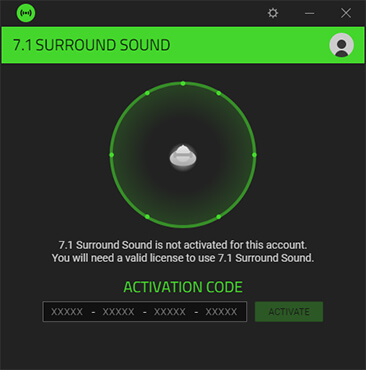 7.1 SURROUND SOUND
7.1 Surround Sound is not activated for this account.
You will need a valid license to use 7.1 Surround Sound.
ACTIVATION CODE
XXXXX - XXXXX - XXXXX - XXXXX
ACTIVATE